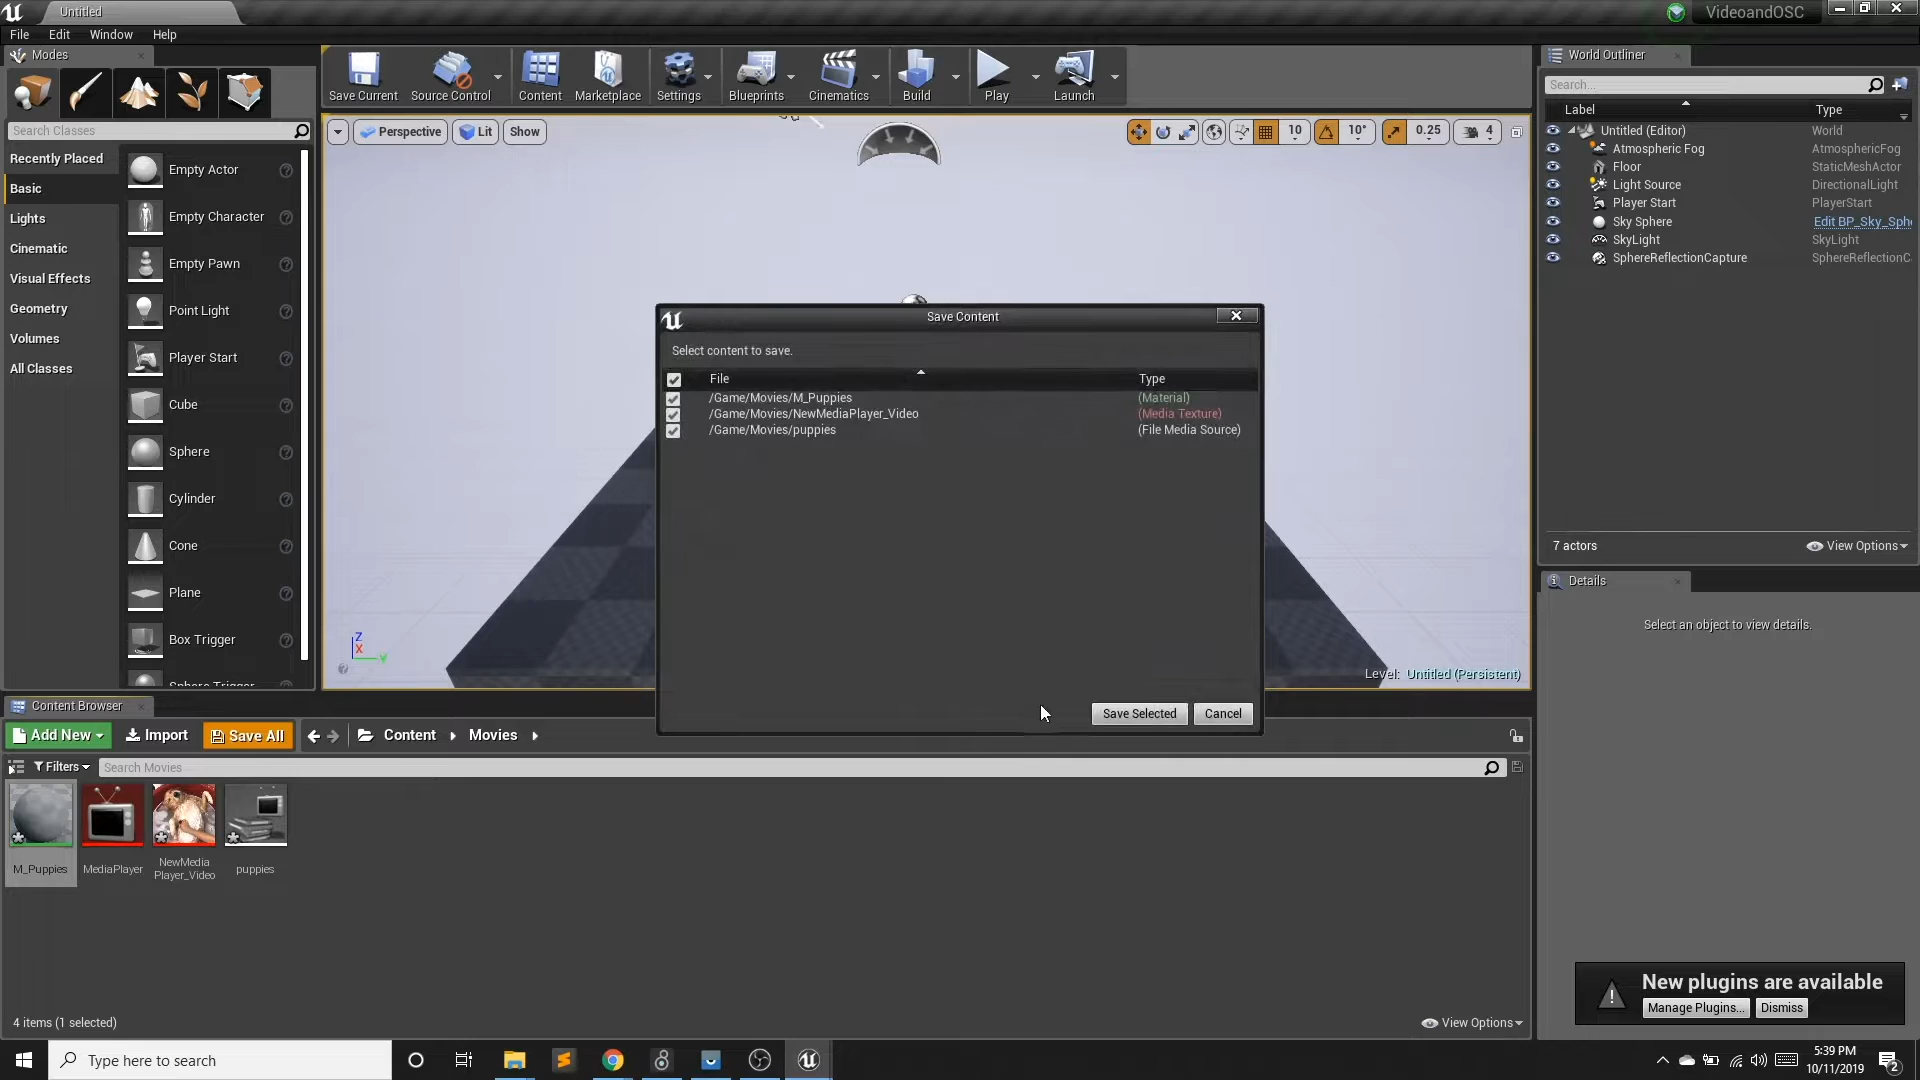 Untitled
VideoandOSC
File Edit Window Help
Modes
Search Classes
Recently Placed
Basic
Lights
Cinematic
Visual Effects
Geometry
Volumes
All Classes
Empty Actor
Empty Character
Empty Pawn
Point Light
Player Start
Cube
Sphere
Cylinder
Cone
Plane
Box Trigger
Sphere Trigger
Save Current Source Control Content Marketplace Settings Blueprints Cinematics Build Play Launch
Perspective Lit Show
10 10° 0.25 4
Z
X
Y
Level: Untitled (Persistent)
Save Content
Select content to save.
File Type
/Game/Movies/M_Puppies (Material)
/Game/Movies/NewMediaPlayer_Video (Media Texture)
/Game/Movies/puppies (File Media Source)
Save Selected Cancel
World Outliner
Search...
Label Type
Untitled (Editor) World
Atmospheric Fog AtmosphericFog
Floor StaticMeshActor
Light Source DirectionalLight
Player Start PlayerStart
Sky Sphere Edit BP_Sky_Sph
SkyLight SkyLight
SphereReflectionCapture SphereReflectionC
7 actors View Options
Details
Select an object to view details.
Content Browser
Add New Import Save All Content Movies
Filters Search Movies
M_Puppies
MediaPlayer
NewMedia
Player_Video
puppies
4 items (1 selected) View Options
New plugins are available
Manage Plugins... Dismiss
Type here to search
5:39 PM
10/11/2019
2